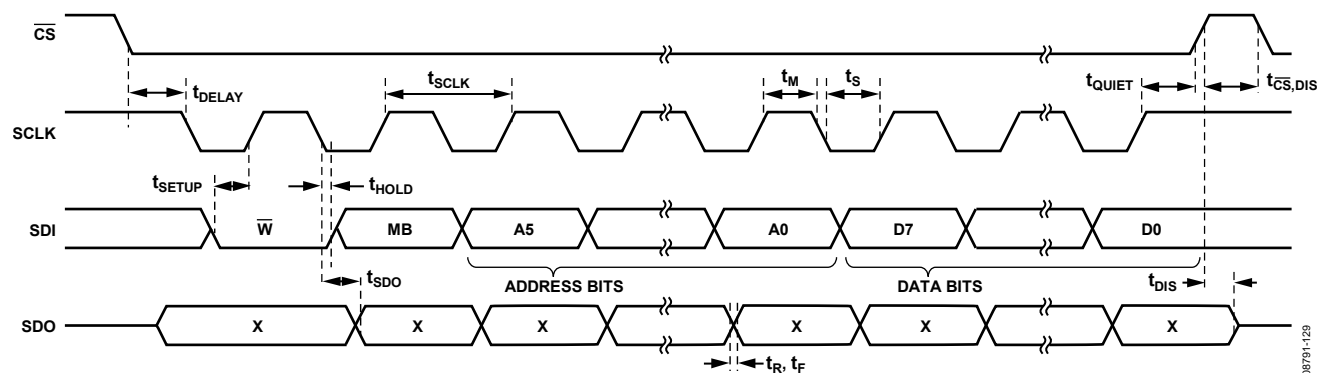 CS
tDELAY
tSCLK
tM
tS
tQUIET
tCS,DIS
SCLK
tSETUP
tHOLD
SDI
W
MB
A5
A0
D7
D0
tSDO
ADDRESS BITS
DATA BITS
tDIS
SDO
X
X
X
X
X
X
tR, tF
08791-129